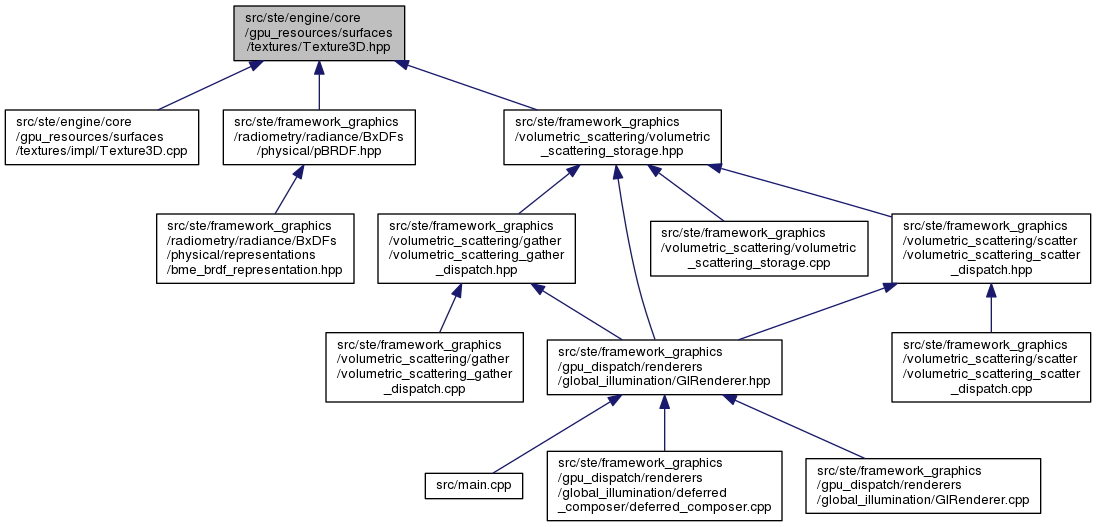 src/ste/engine/core
/gpu_resources/surfaces
/textures/Texture3D.hpp
src/ste/engine/core
/gpu_resources/surfaces
/textures/impl/Texture3D.cpp
src/ste/framework_graphics
/radiometry/radiance/BxDFs
/physical/pBRDF.hpp
src/ste/framework_graphics
/volumetric_scattering/volumetric
_scattering_storage.hpp
src/ste/framework_graphics
/radiometry/radiance/BxDFs
/physical/representations
/bme_brdf_representation.hpp
src/ste/framework_graphics
/volumetric_scattering/gather
/volumetric_scattering_gather
_dispatch.hpp
src/ste/framework_graphics
/volumetric_scattering/volumetric
_scattering_storage.cpp
src/ste/framework_graphics
/volumetric_scattering/scatter
/volumetric_scattering_scatter
_dispatch.hpp
src/ste/framework_graphics
/volumetric_scattering/gather
/volumetric_scattering_gather
_dispatch.cpp
src/ste/framework_graphics
/gpu_dispatch/renderers
/global_illumination/GIRenderer.hpp
src/ste/framework_graphics
/volumetric_scattering/scatter
/volumetric_scattering_scatter
_dispatch.cpp
src/main.cpp
src/ste/framework_graphics
/gpu_dispatch/renderers
/global_illumination/deferred
_composer/deferred_composer.cpp
src/ste/framework_graphics
/gpu_dispatch/renderers
/global_illumination/GIRenderer.cpp